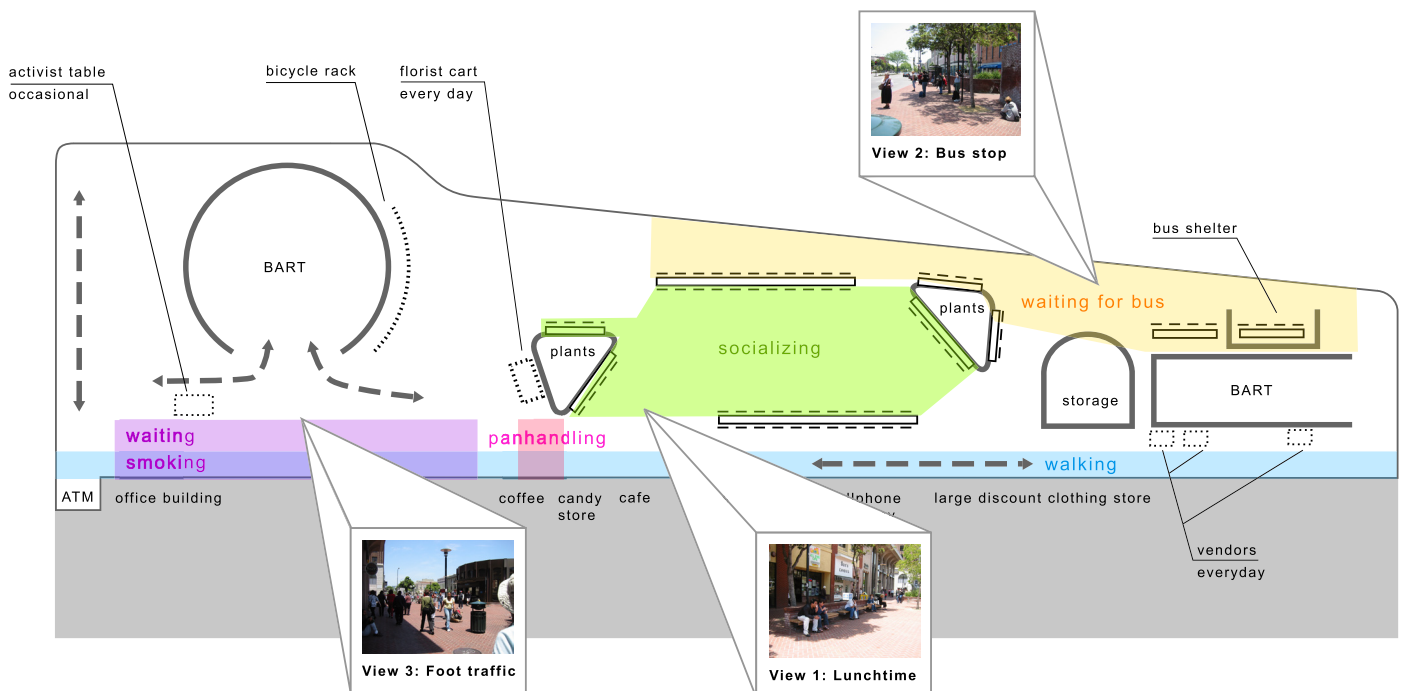 activist table
occasional
bicycle rack
florist cart
every day
View 2: Bus stop
bus shelter
BART
plants
plants
waiting for bus
socializing
storage
BART
waiting
smoking
panhandling
walking
ATM
office building
coffee
candy
store
cafe
large discount clothing store
vendors
everyday
View 3: Foot traffic
View 1: Lunchtime